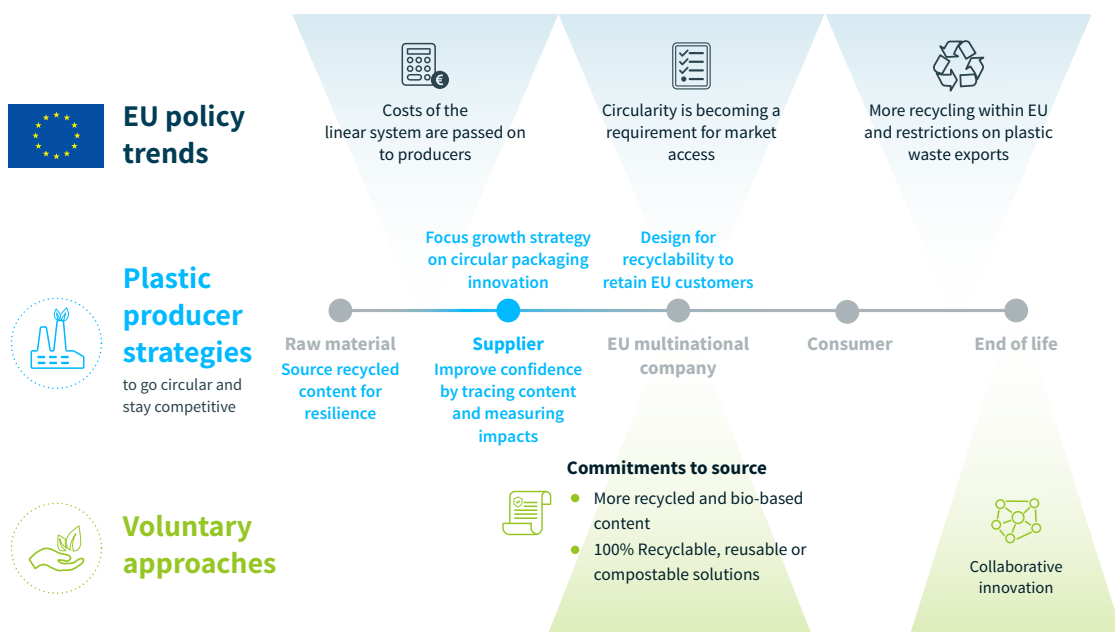 EU policy
trends
Costs of the
linear system are passed on
to producers
Circularity is becoming a
requirement for market
access
More recycling within EU
and restrictions on plastic
waste exports
Plastic
producer
strategies
to go circular and
stay competitive
Focus growth strategy
on circular packaging
innovation
Design for
recyclability to
retain EU customers
Raw material
Source recycled
content for
resilience
Supplier
Improve confidence
by tracing content
and measuring
impacts
EU multinational
company
Consumer
End of life
Voluntary
approaches
Commitments to source
More recycled and bio-based
content
100% Recyclable, reusable or
compostable solutions
Collaborative
innovation